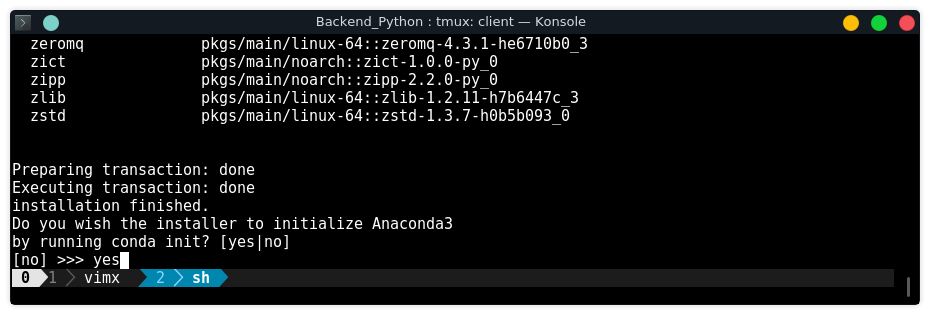 Backend_Python : tmux: client — Konsole
zeromq pkgs/main/linux-64::zeromq-4.3.1-he6710b0_3
zict pkgs/main/noarch::zict-1.0.0-py_0
zipp pkgs/main/noarch::zipp-2.2.0-py_0
zlib pkgs/main/linux-64::zlib-1.2.11-h7b6447c_3
zstd pkgs/main/linux-64::zstd-1.3.7-h0b5b093_0
Preparing transaction: done
Executing transaction: done
installation finished.
Do you wish the installer to initialize Anaconda3
by running conda init? [yes|no]
[no] >>> yes
0 1 vimx 2 sh